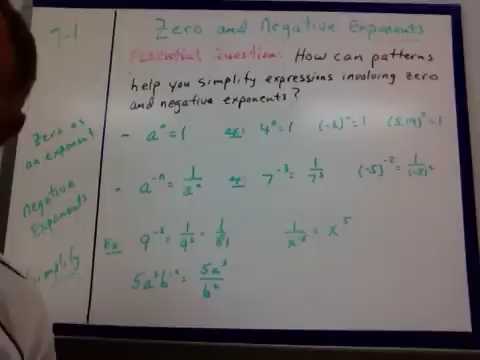 7-1
Zero and Negative Exponents
Essential Question: How can patterns
help you simplify expressions involving zero
and negative exponents?
Zero as
an exponent
- a⁰ = 1 ex: 4⁰ = 1 (-3)⁰ = 1 (5.14)⁰ = 1
Negative
Exponents
- a⁻ⁿ = 1/aⁿ ex: 7⁻³ = 1/7³ (-5)⁻² = 1/(-5)²
Simplify
Ex 9⁻² = 1/9² = 1/81 1/x⁻⁵ = x⁵
5a³b⁻² = 5a³/b²